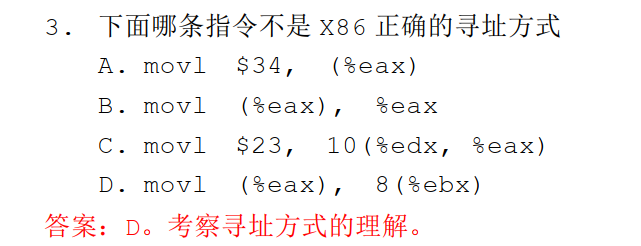 3. 下面哪条指令不是 X86 正确的寻址方式
A. movl $34, (%eax)
B. movl (%eax), %eax
C. movl $23, 10(%edx, %eax)
D. movl (%eax), 8(%ebx)
答案：D。考察寻址方式的理解。